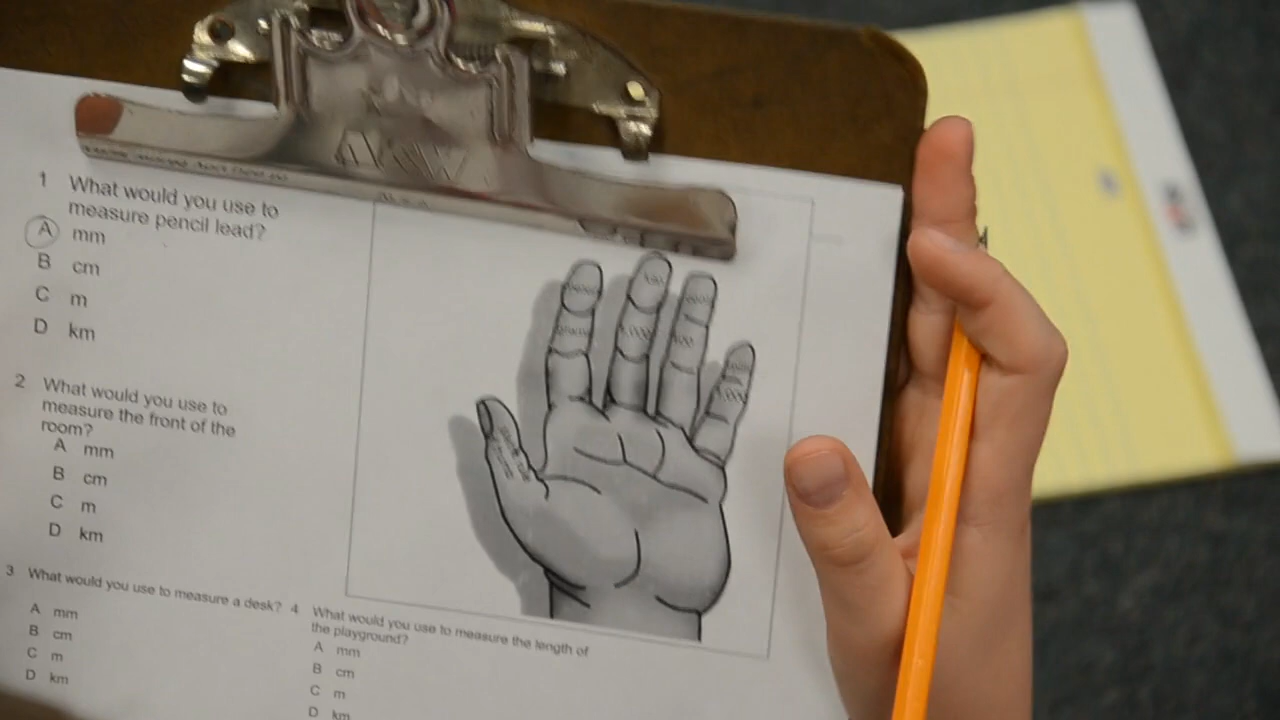 1 What would you use to
measure pencil lead?
A mm
B cm
C m
D km
2 What would you use to
measure the front of the
room?
A mm
B cm
C m
D km
3 What would you use to measure a desk?
A mm
B cm
C m
D km
4 What would you use to measure the length of
the playground?
A mm
B cm
C m
D km